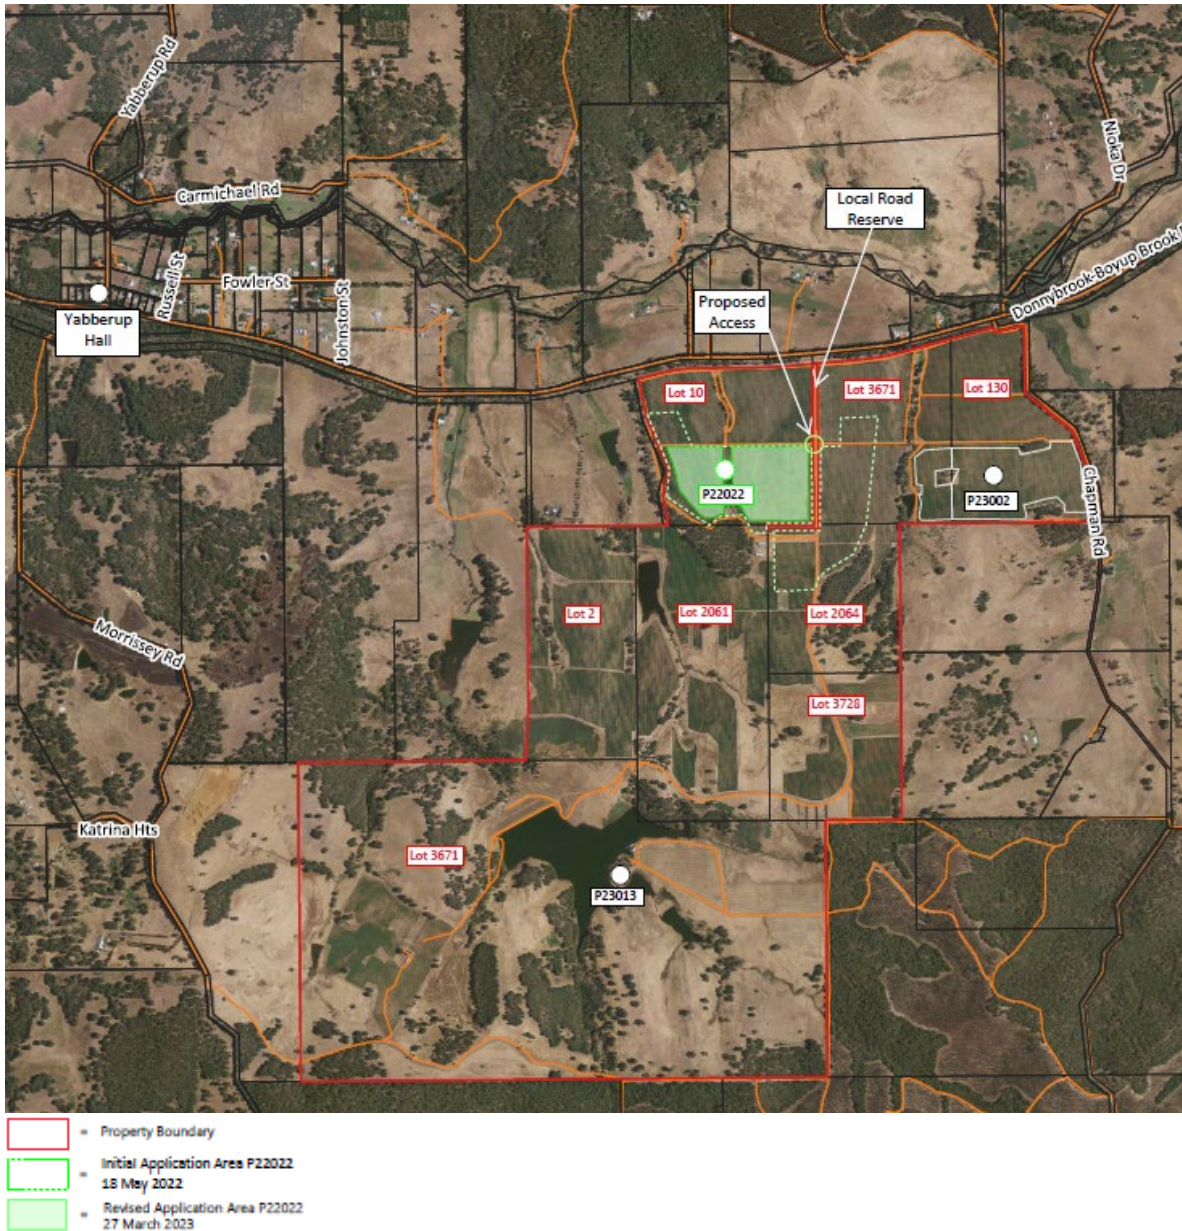 Yabberup Rd
Nioka Dr
Carmichael Rd
Local Road
Reserve
Donnybrook-Boyup Brook
Russell St
Fowler St
Johnston St
Yabberup
Hall
Proposed
Access
Lot 10
Lot 3671
Lot 130
P22022
P23002
Chapman Rd
Lot 2
Lot 2061
Lot 2064
Morrissey Rd
Lot 3728
Katrina Hts
Lot 3671
P23013
= Property Boundary
= Initial Application Area P22022
18 May 2022
= Revised Application Area P22022
27 March 2023